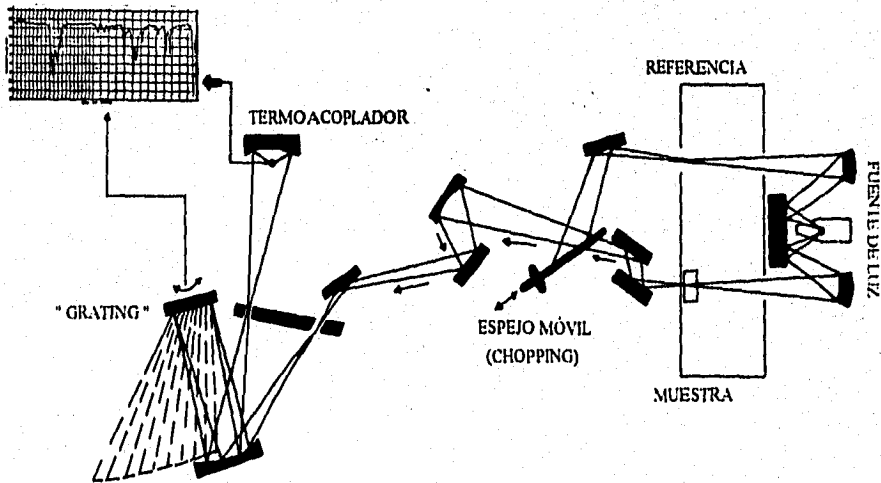 REFERENCIA
TERMOACOPLADOR
FUENTE DE LUZ
" GRATING "
ESPEJO MÓVIL
(CHOPPING)
MUESTRA